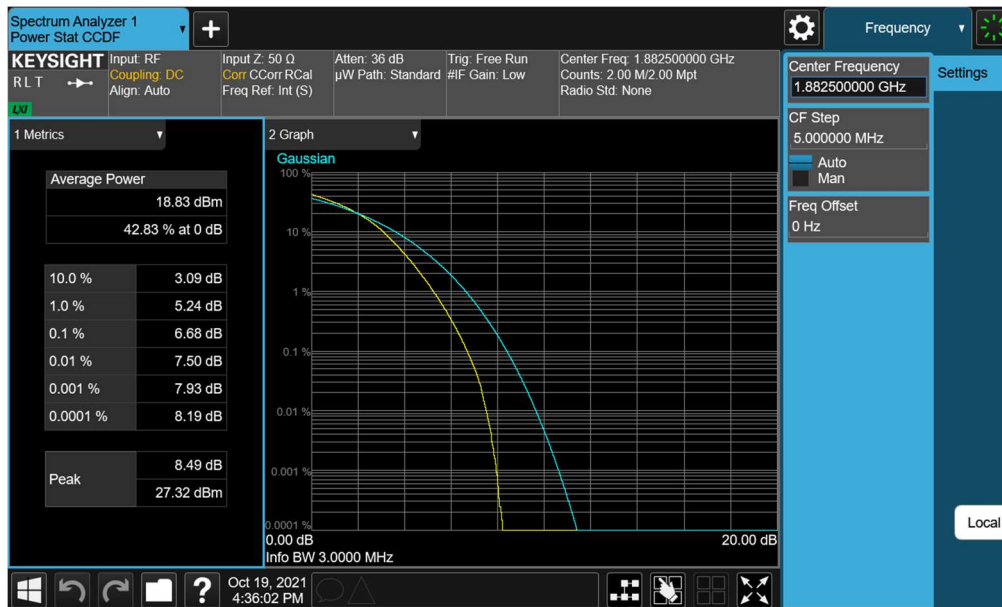 Spectrum Analyzer 1
Power Stat CCDF
+
Frequency
KEYSIGHT
R L T
LXI
Input: RF
Coupling: DC
Align: Auto
Input Z: 50 Ω
Corr CCorr RCal
Freq Ref: Int (S)
Atten: 36 dB
µW Path: Standard
Trig: Free Run
#IF Gain: Low
Center Freq: 1.882500000 GHz
Counts: 2.00 M/2.00 Mpt
Radio Std: None
Center Frequency
1.882500000 GHz
Settings
CF Step
5.000000 MHz
Auto
Man
Freq Offset
0 Hz
Local
1 Metrics
Average Power
18.83 dBm
42.83 % at 0 dB
10.0 % 3.09 dB
1.0 % 5.24 dB
0.1 % 6.68 dB
0.01 % 7.50 dB
0.001 % 7.93 dB
0.0001 % 8.19 dB
Peak
8.49 dB
27.32 dBm
2 Graph
Gaussian
100 %
10 %
1 %
0.1 %
0.01 %
0.001 %
0.0001 %
0.00 dB 20.00 dB
Info BW 3.0000 MHz
?
Oct 19, 2021
4:36:02 PM